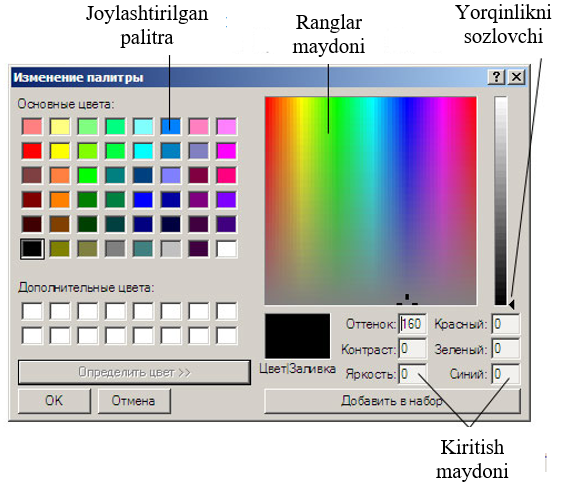 Joylashtirilgan
palitra
Ranglar
maydoni
Yorqinlikni
sozlovchi
Изменение палитры
Основные цвета:
Дополнительные цвета:
Определить цвет >>
OK
Отмена
Цвет|Заливка
Оттенок: 160
Красный: 0
Контраст: 0
Зеленый: 0
Яркость: 0
Синий: 0
Добавить в набор
Kiritish
maydoni